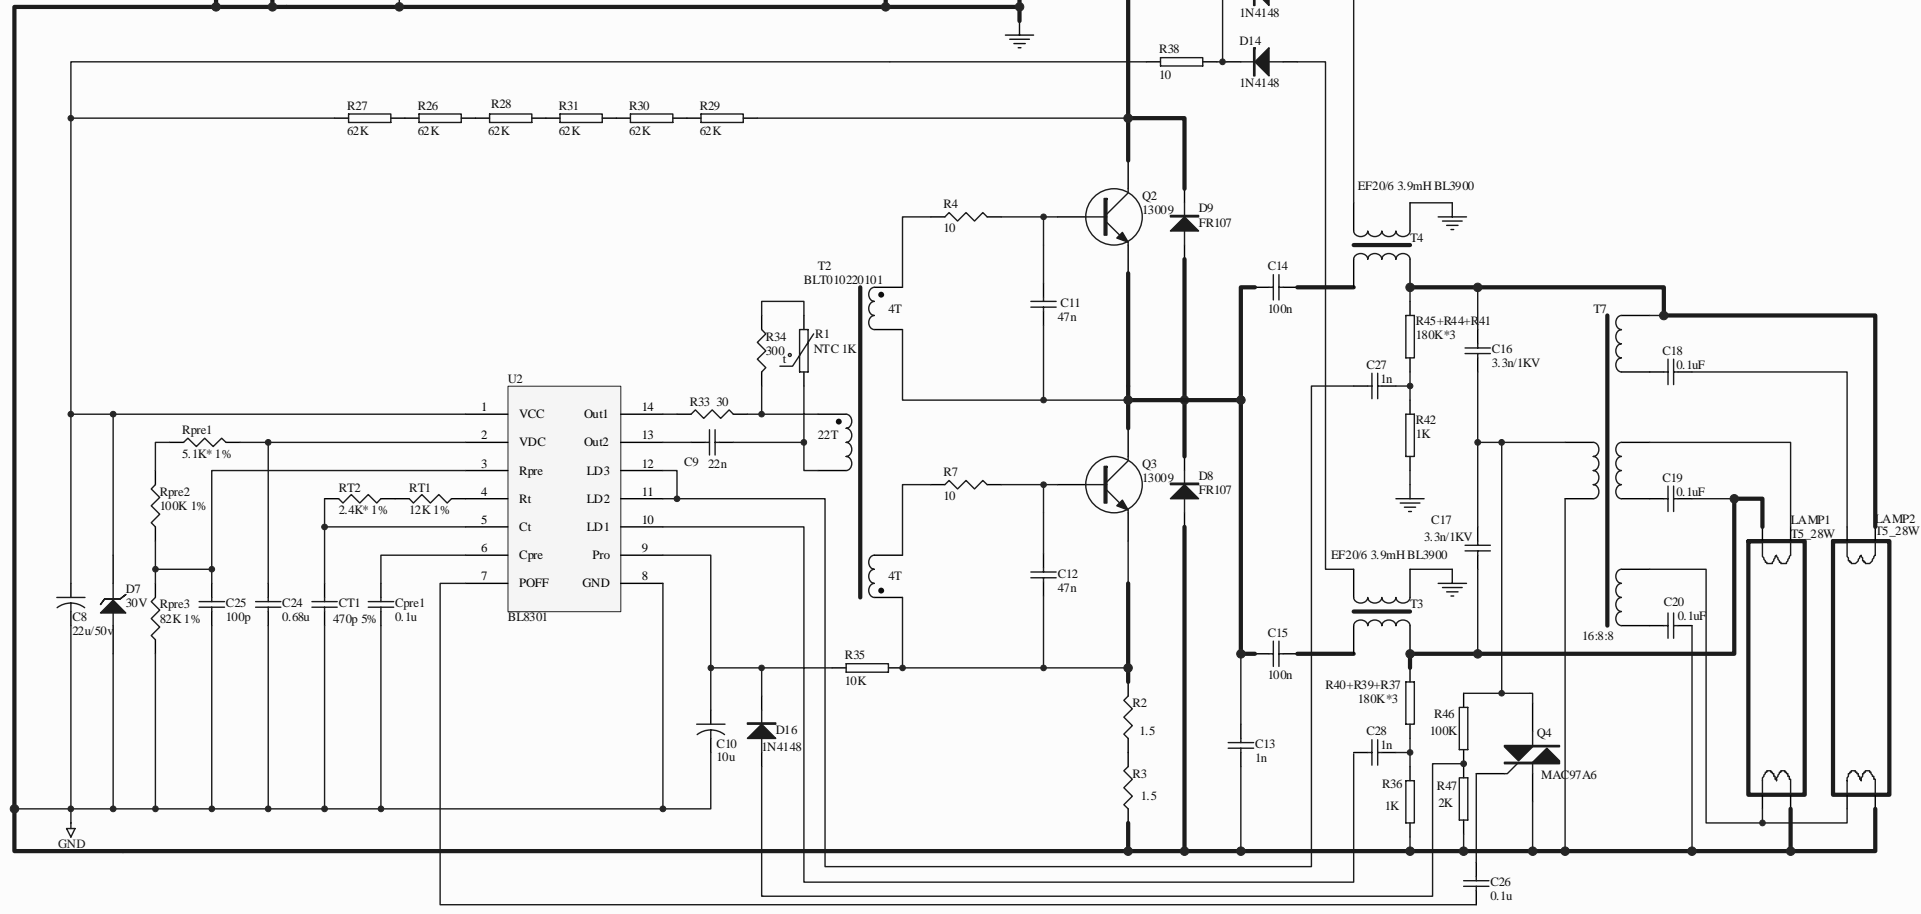 1N4148
D14
1N4148
R38
10
R27
62K
R26
62K
R28
62K
R31
62K
R30
62K
R29
62K
EF20/6 3.9mH BL3900
T4
Q2
13009
D9
FR107
R4
10
T2
BLT010220101
4T
C11
47n
C14
100n
R45+R44+R41
180K*3
C16
3.3n/1KV
T7
C18
0.1uF
R34
300
t°
R1
NTC 1K
C27
1n
R42
1K
U2
1 VCC Out1 14
2 VDC Out2 13
3 Rpre LD3 12
4 Rt LD2 11
5 Ct LD1 10
6 Cpre Pro 9
7 POFF GND 8
BL8301
R33 30
C9 22n
22T
Rpre1
5.1K* 1%
Rpre2
100K 1%
RT2
2.4K* 1%
RT1
12K 1%
R7
10
Q3
13009
D8
FR107
C19
0.1uF
C17
3.3n/1KV
LAMP1
T5_28W
LAMP2
T5_28W
EF20/6 3.9mH BL3900
T3
4T
C12
47n
D7
30V
C8
22u/50v
Rpre3
82K 1%
C25
100p
C24
0.68u
CT1
470p 5%
Cpre1
0.1u
C20
0.1uF
16:8:8
C15
100n
R35
10K
R40+R39+R37
180K*3
R2
1.5
R46
100K
Q4
MAC97A6
C10
10u
D16
1N4148
C13
1n
C28
1n
R3
1.5
R36
1K
R47
2K
GND
C26
0.1u